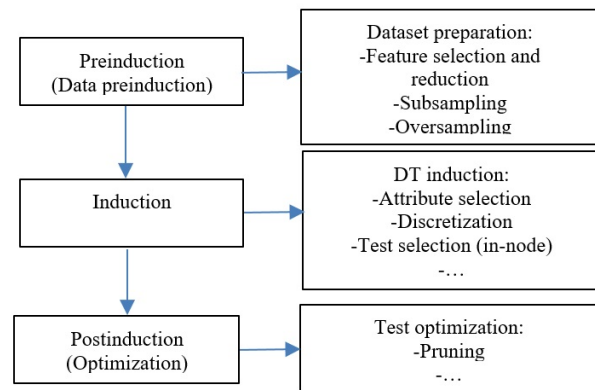 Preinduction
(Data preinduction)
Dataset preparation:
-Feature selection and
reduction
-Subsampling
-Oversampling
Induction
DT induction:
-Attribute selection
-Discretization
-Test selection (in-node)
-…
Postinduction
(Optimization)
Test optimization:
-Pruning
-…